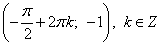 (-π/2 + 2πk; -1), k ∈ Z